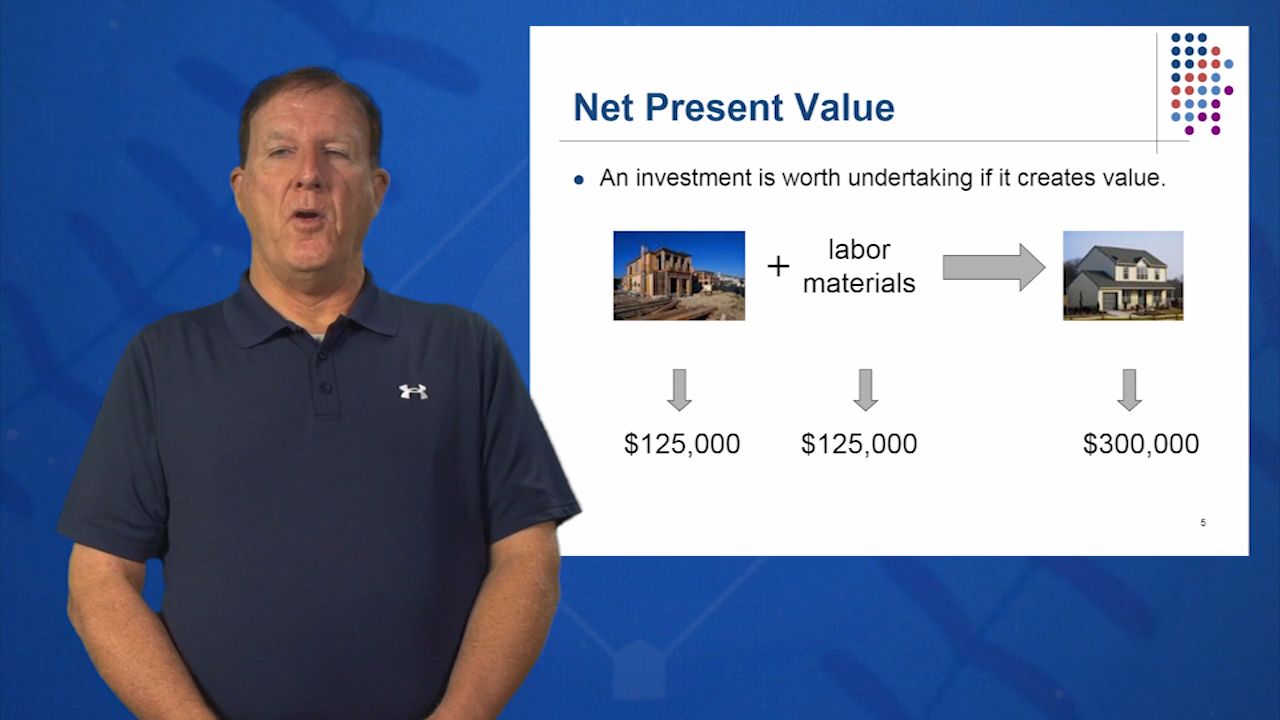 Net Present Value
• An investment is worth undertaking if it creates value.
+ labor
materials
$125,000 $125,000 $300,000
5